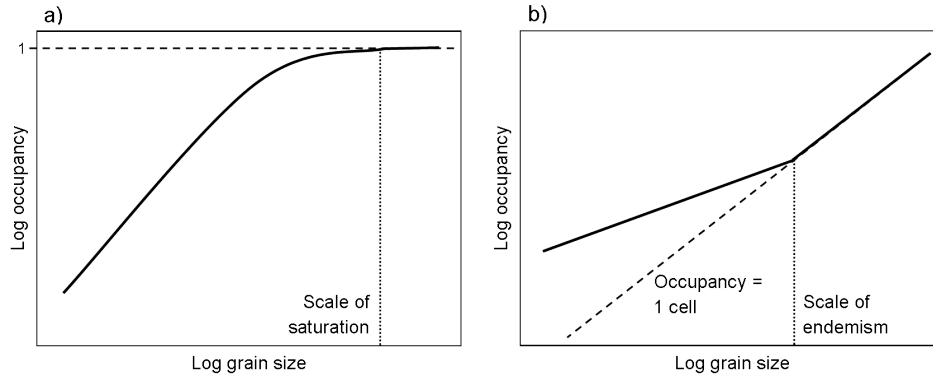 a)
1
Log occupancy
Scale of
saturation
Log grain size
b)
Log occupancy
Occupancy =
1 cell
Scale of
endemism
Log grain size